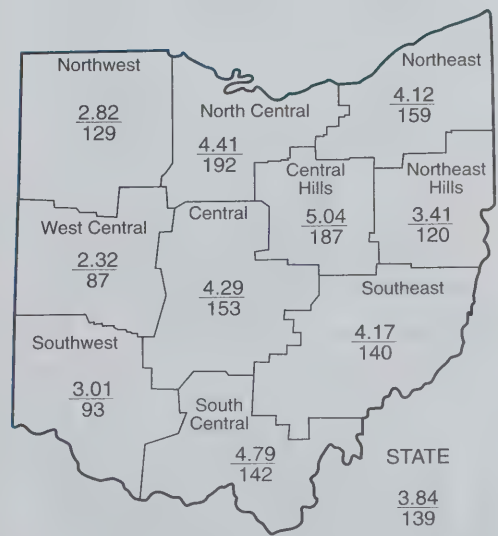 Northwest
2.82
129
North Central
4.41
192
Northeast
4.12
159
Central
Hills
5.04
187
Northeast
Hills
3.41
120
West Central
2.32
87
Central
4.29
153
Southeast
4.17
140
Southwest
3.01
93
South
Central
4.79
142
STATE
3.84
139